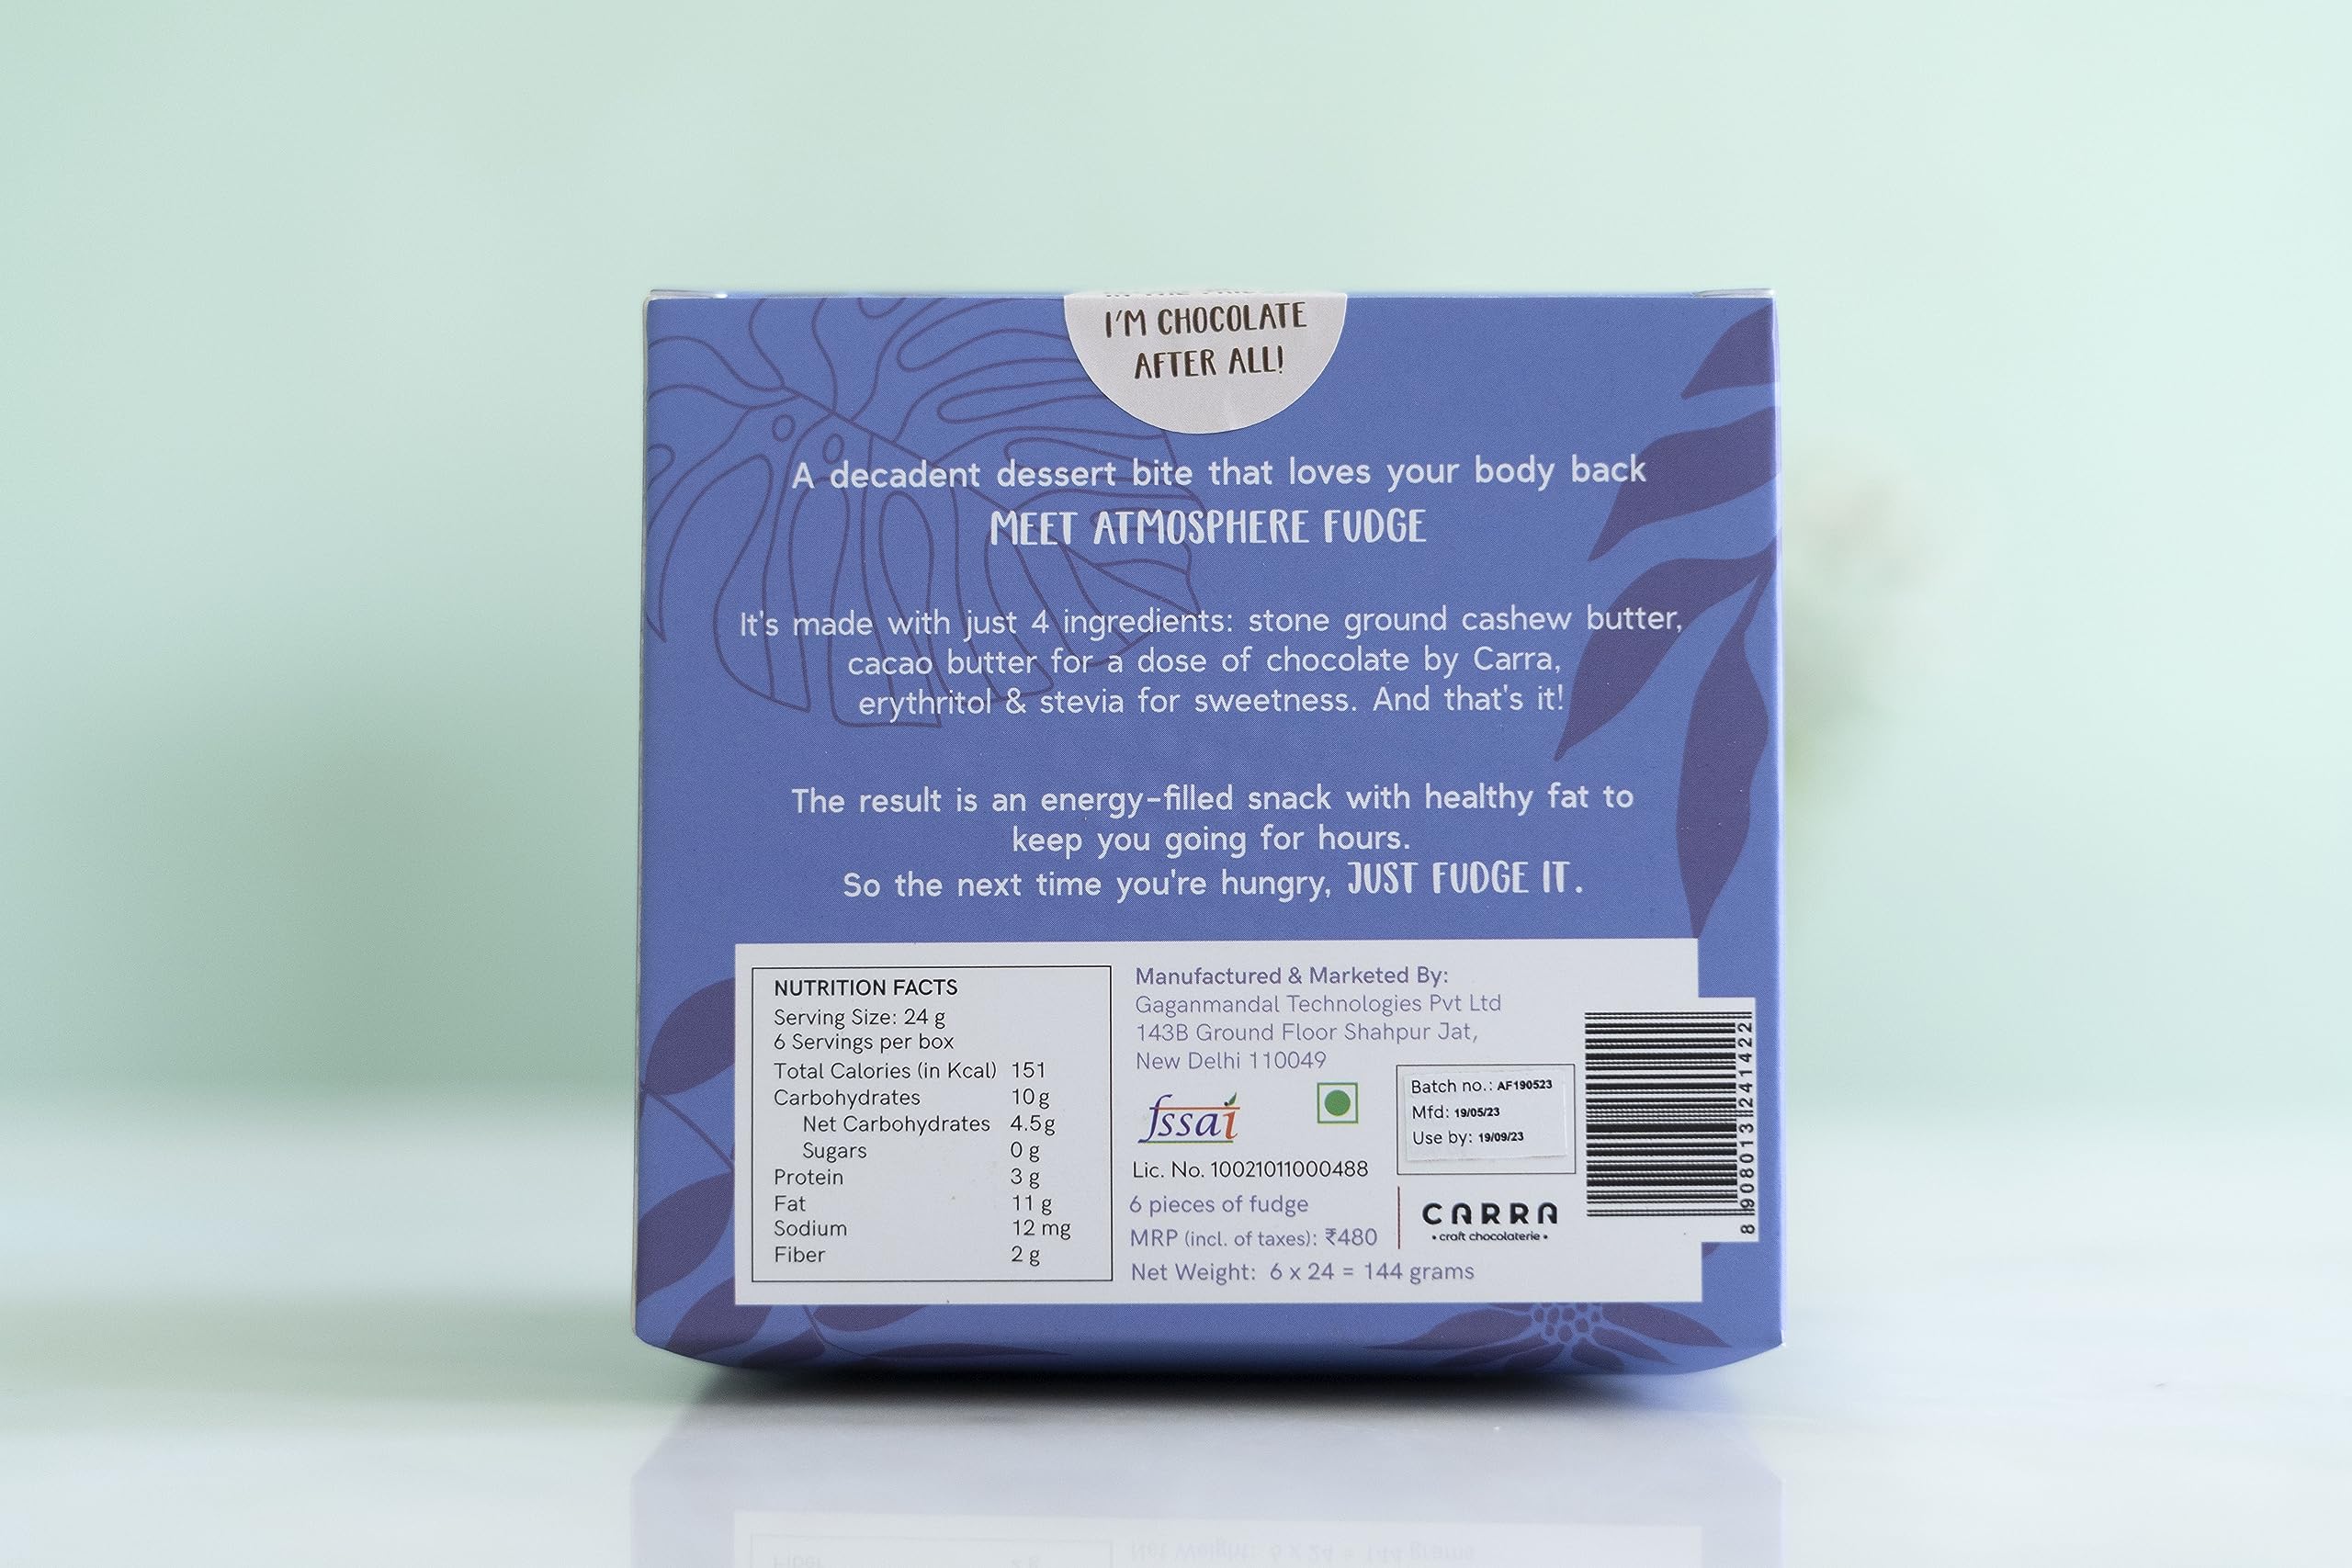 I'M CHOCOLATE
AFTER ALL!
A decadent dessert bite that loves your body back
MEET ATMOSPHERE FUDGE
It's made with just 4 ingredients: stone ground cashew butter,
cacao butter for a dose of chocolate by Carra,
erythritol & stevia for sweetness. And that's it!
The result is an energy-filled snack with healthy fat to
keep you going for hours.
So the next time you're hungry, JUST FUDGE IT.
NUTRITION FACTS
Serving Size: 24 g
6 Servings per box
Total Calories (in Kcal) 151
Carbohydrates 10 g
Net Carbohydrates 4.5 g
Sugars 0 g
Protein 3 g
Fat 11 g
Sodium 12 mg
Fiber 2 g
Manufactured & Marketed By:
Gaganmandal Technologies Pvt Ltd
143B Ground Floor Shahpur Jat,
New Delhi 110049
fssai
Lic. No. 10021011000488
6 pieces of fudge
MRP (incl. of taxes): ₹480
Net Weight: 6 x 24 = 144 grams
Batch no.: AF190523
Mfd: 19/05/23
Use by: 19/09/23
CARRA
• craft chocolaterie •
8 908013 241422